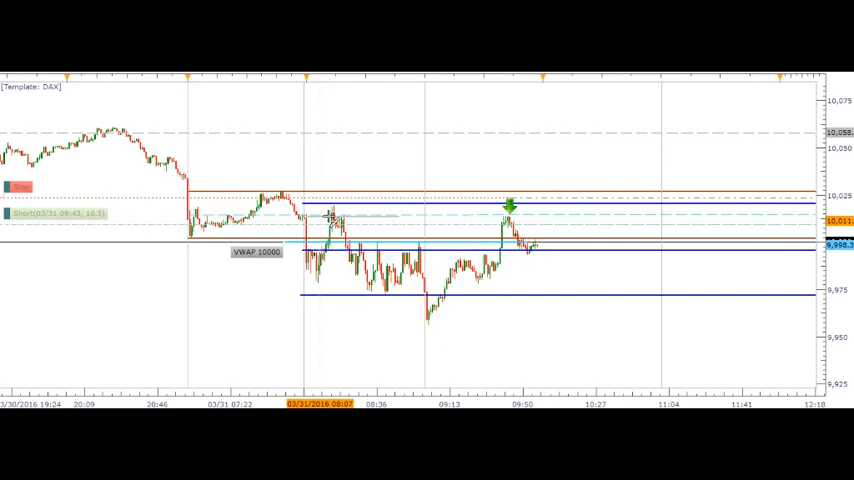 [Template: DAX]
10,075
10,058.
10,050
Stop
10,025
Short(03/31 09:43, 10.3)
10,011.
9,998.3
VWAP 10000
9,975
9,950
9,925
3/30/2016 19:24 20:09 20:46 03/31 07:22 03/31/2016 08:07 08:36 09:13 09:50 10:27 11:04 11:41 12:18